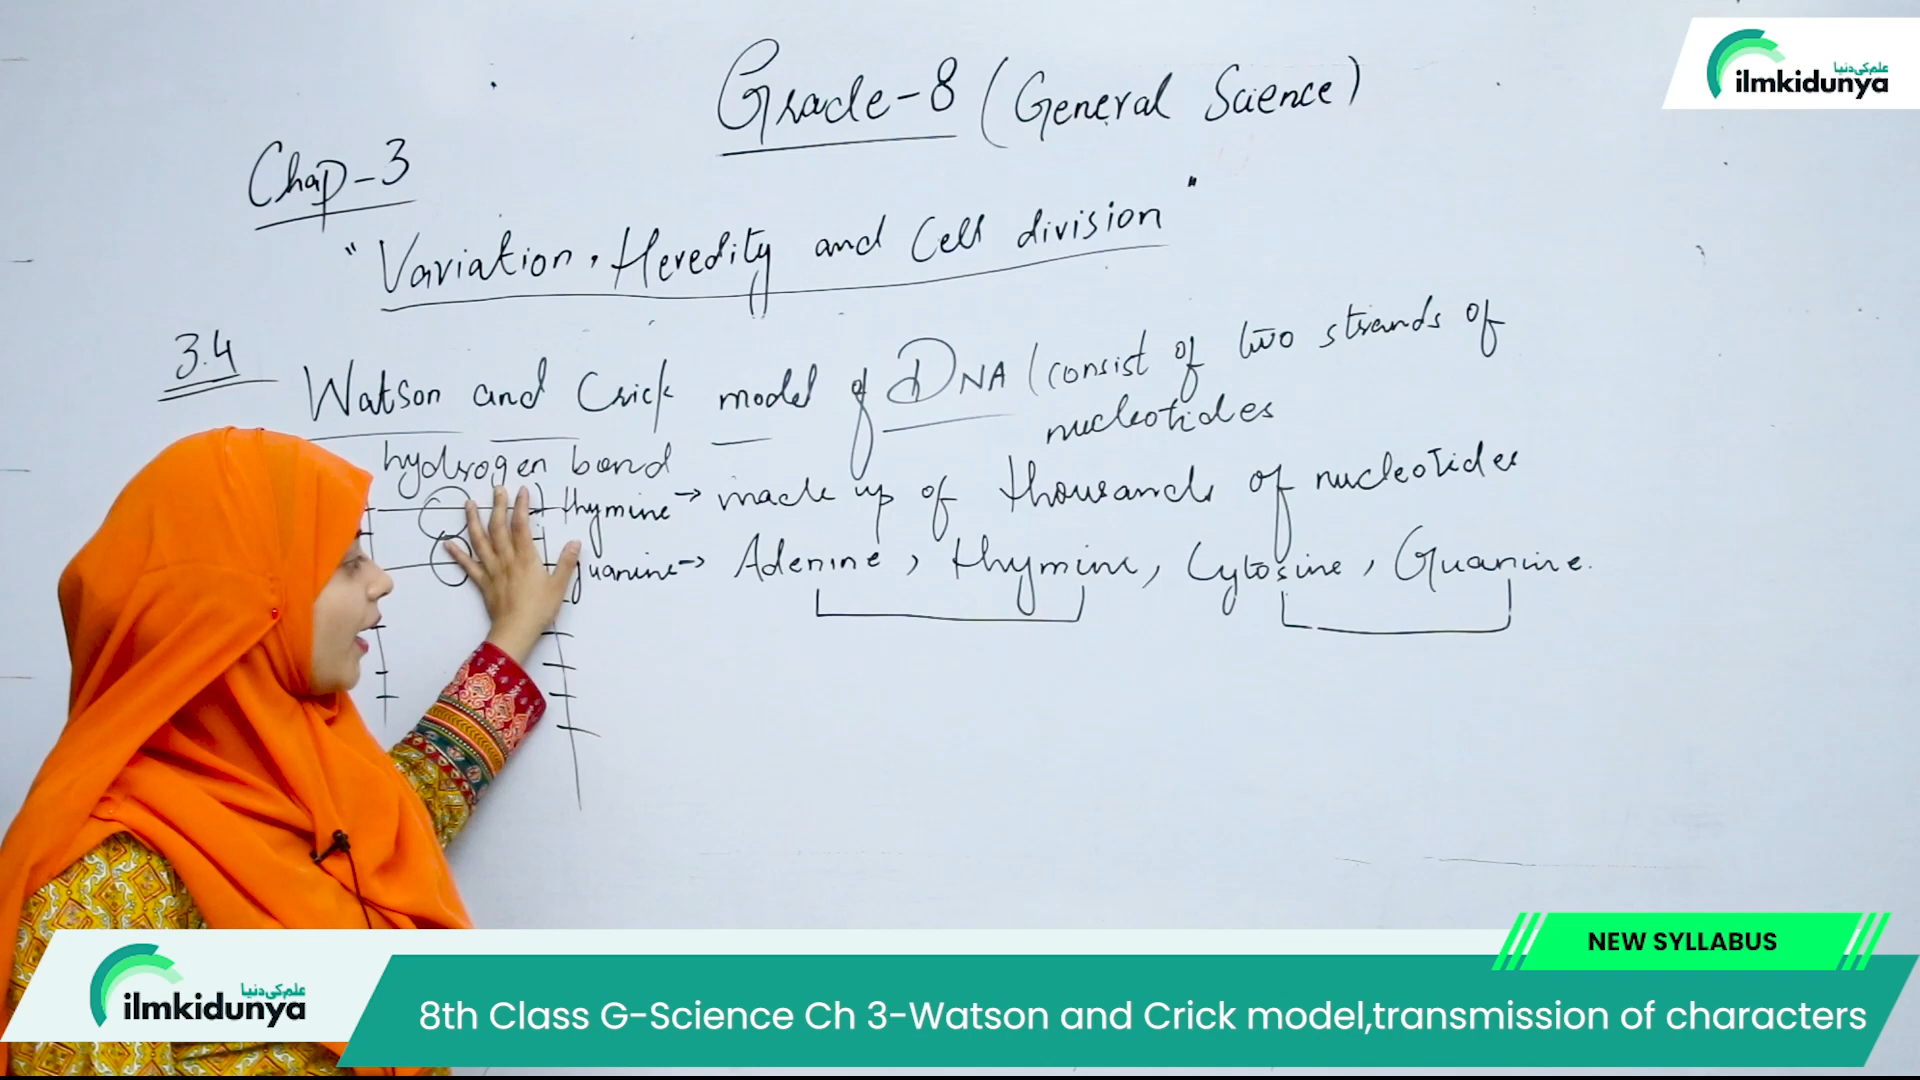 Grade-8 (General Science)
علم کی دنیا
ilmkidunya
Chap-3
"Variation, Heredity and Cell division"
3.4
Watson and Crick model of DNA (consist of two strands of
nucleotides
hydrogen bond
thymine → made up of thousands of nucleotides
guanine → Adenine, thymine, Cytosine, Guanine.
NEW SYLLABUS
علم کی دنیا
ilmkidunya
8th Class G-Science Ch 3-Watson and Crick model,transmission of characters